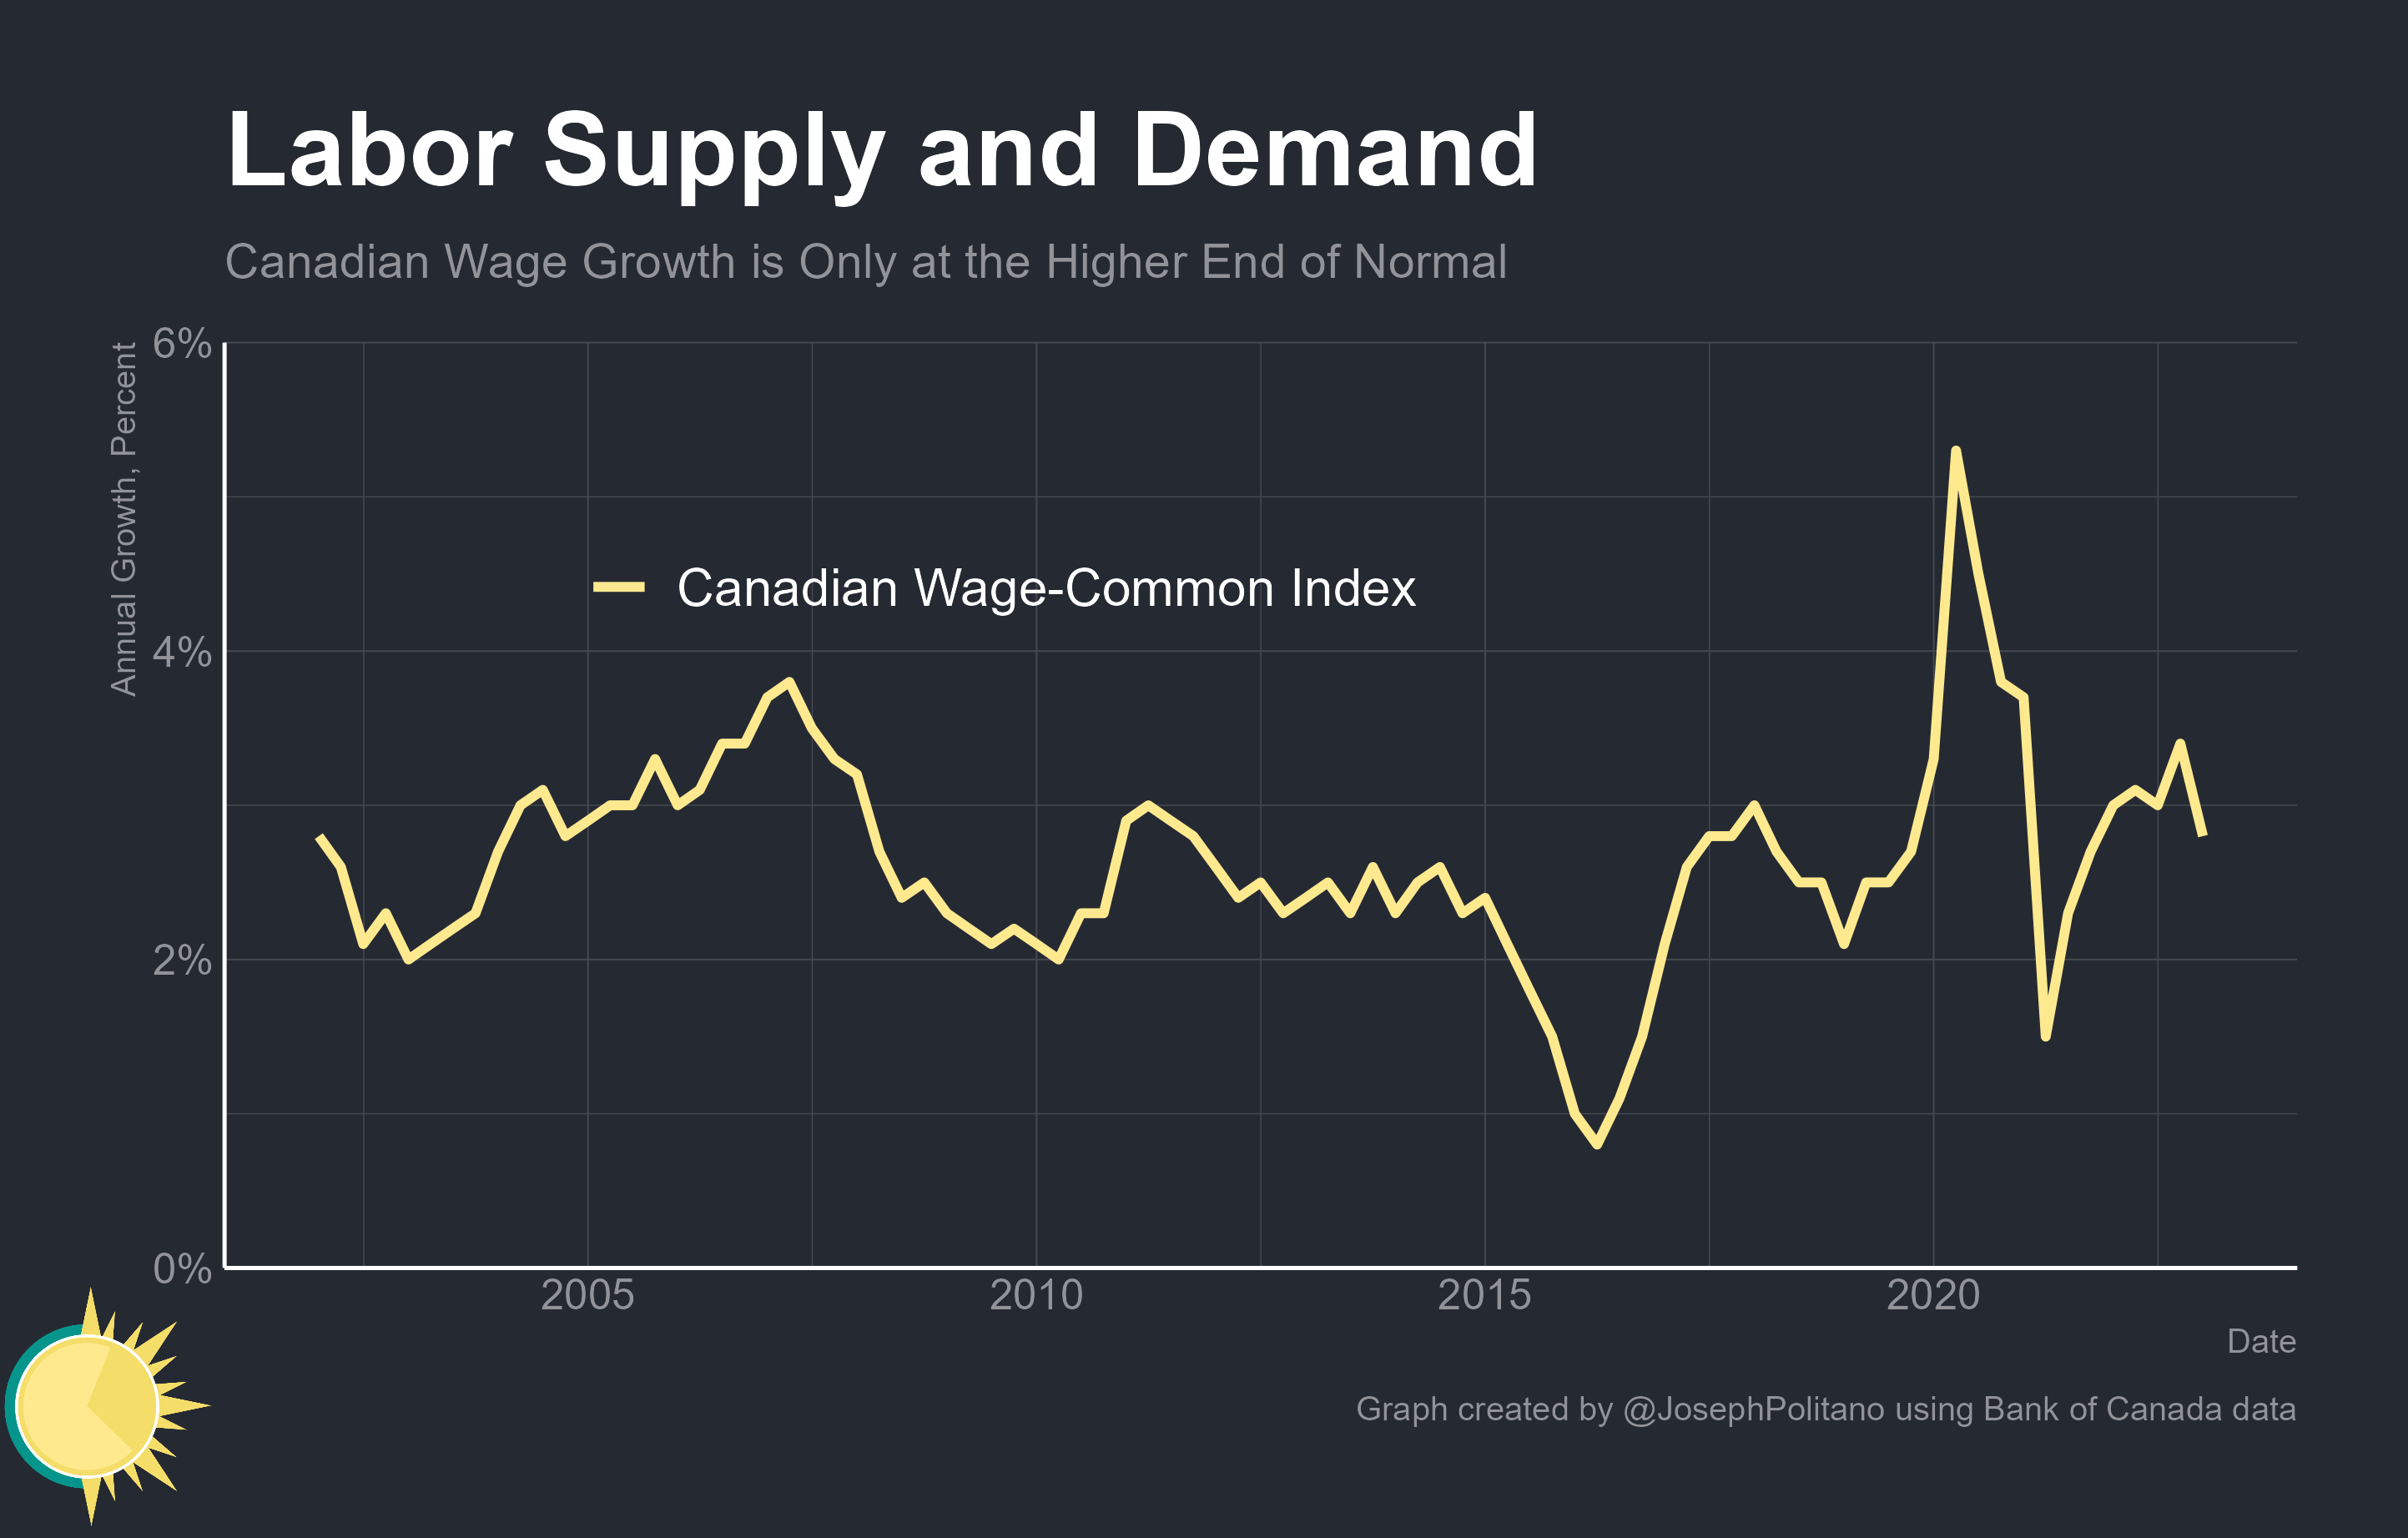 Labor Supply and Demand
Canadian Wage Growth is Only at the Higher End of Normal
Annual Growth, Percent
6%
4%
2%
0%
Canadian Wage-Common Index
2005
2010
2015
2020
Date
Graph created by @JosephPolitano using Bank of Canada data